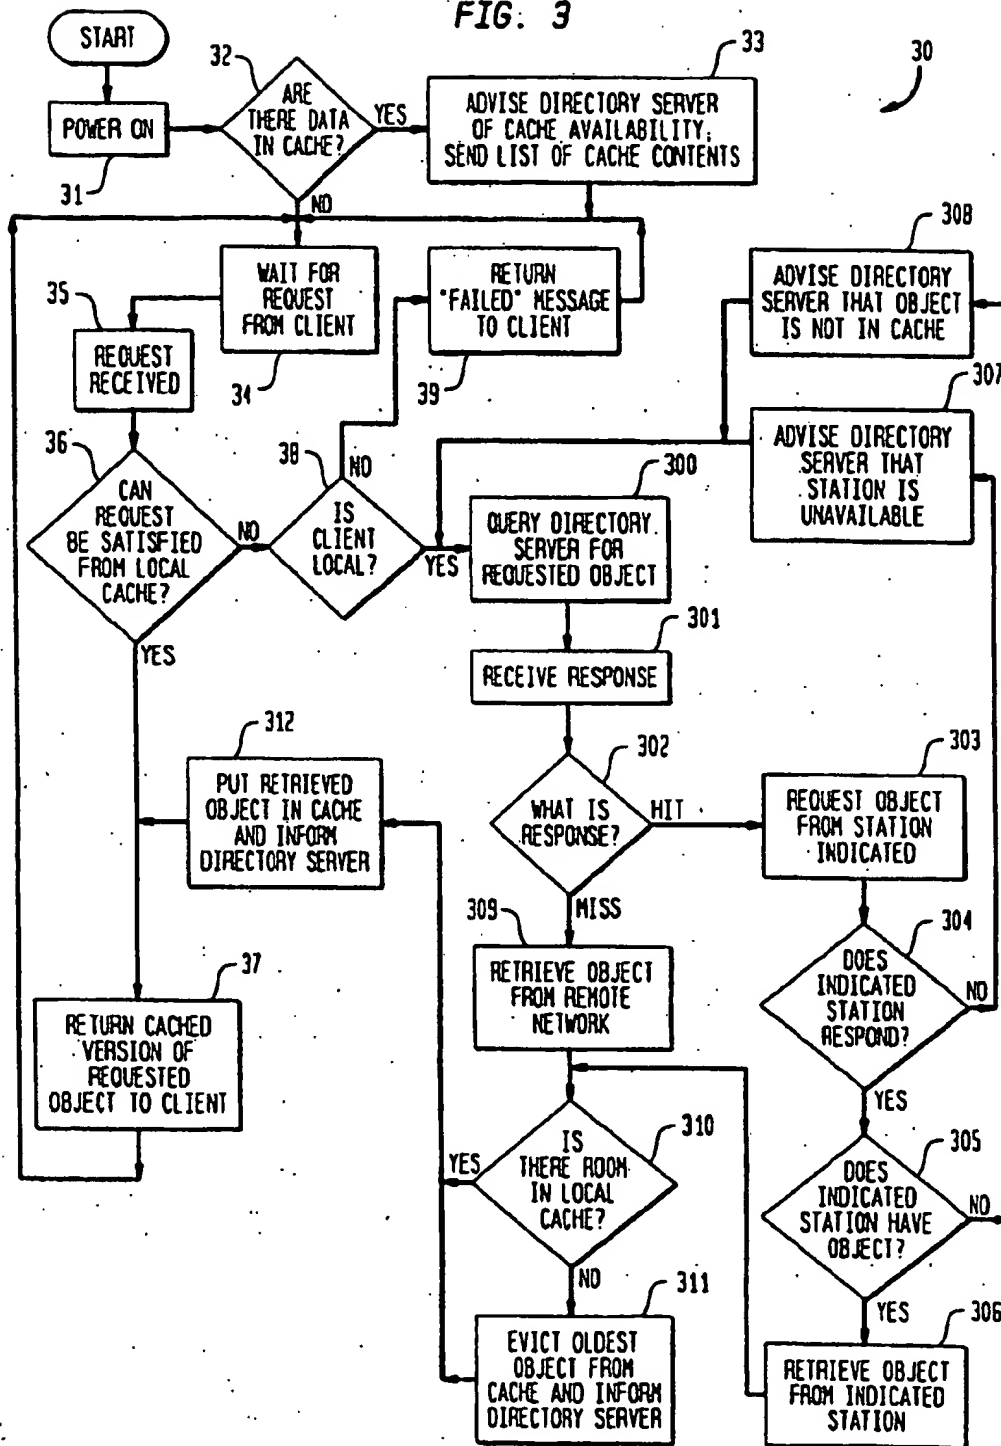 FIG. 3
START
POWER ON
31
32
ARE
THERE DATA
IN CACHE?
YES
NO
33
ADVISE DIRECTORY SERVER
OF CACHE AVAILABILITY;
SEND LIST OF CACHE CONTENTS
30
WAIT FOR
REQUEST
FROM CLIENT
34
RETURN
"FAILED" MESSAGE
TO CLIENT
39
308
ADVISE DIRECTORY
SERVER THAT OBJECT
IS NOT IN CACHE
35
REQUEST
RECEIVED
307
ADVISE DIRECTORY
SERVER THAT
STATION IS
UNAVAILABLE
36
CAN
REQUEST
BE SATISFIED
FROM LOCAL
CACHE?
NO
YES
38
NO
IS
CLIENT
LOCAL?
YES
300
QUERY DIRECTORY
SERVER FOR
REQUESTED OBJECT
301
RECEIVE RESPONSE
302
WHAT IS
RESPONSE?
HIT
MISS
303
REQUEST OBJECT
FROM STATION
INDICATED
312
PUT RETRIEVED
OBJECT IN CACHE
AND INFORM
DIRECTORY SERVER
309
RETRIEVE OBJECT
FROM REMOTE
NETWORK
304
DOES
INDICATED
STATION
RESPOND?
NO
YES
37
RETURN CACHED
VERSION OF
REQUESTED
OBJECT TO CLIENT
310
IS
THERE ROOM
IN LOCAL
CACHE?
YES
NO
305
DOES
INDICATED
STATION HAVE
OBJECT?
NO
YES
311
EVICT OLDEST
OBJECT FROM
CACHE AND INFORM
DIRECTORY SERVER
306
RETRIEVE OBJECT
FROM INDICATED
STATION